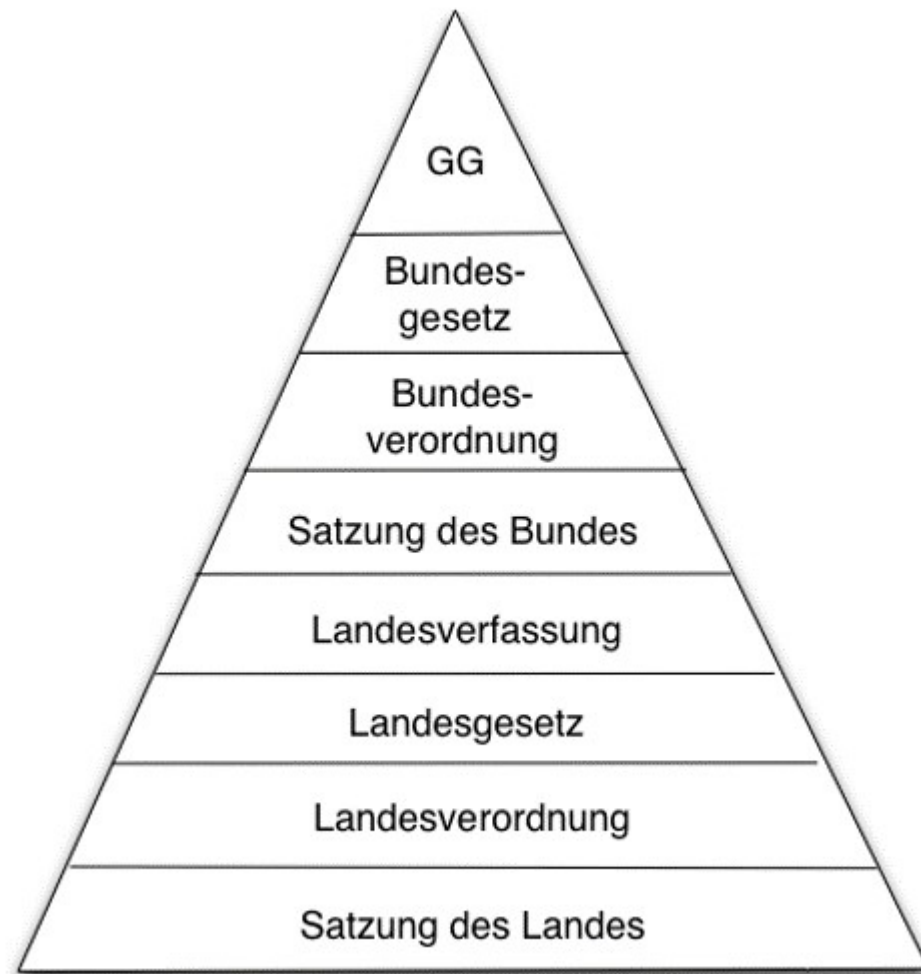 GG
Bundes-
gesetz
Bundes-
verordnung
Satzung des Bundes
Landesverfassung
Landesgesetz
Landesverordnung
Satzung des Landes